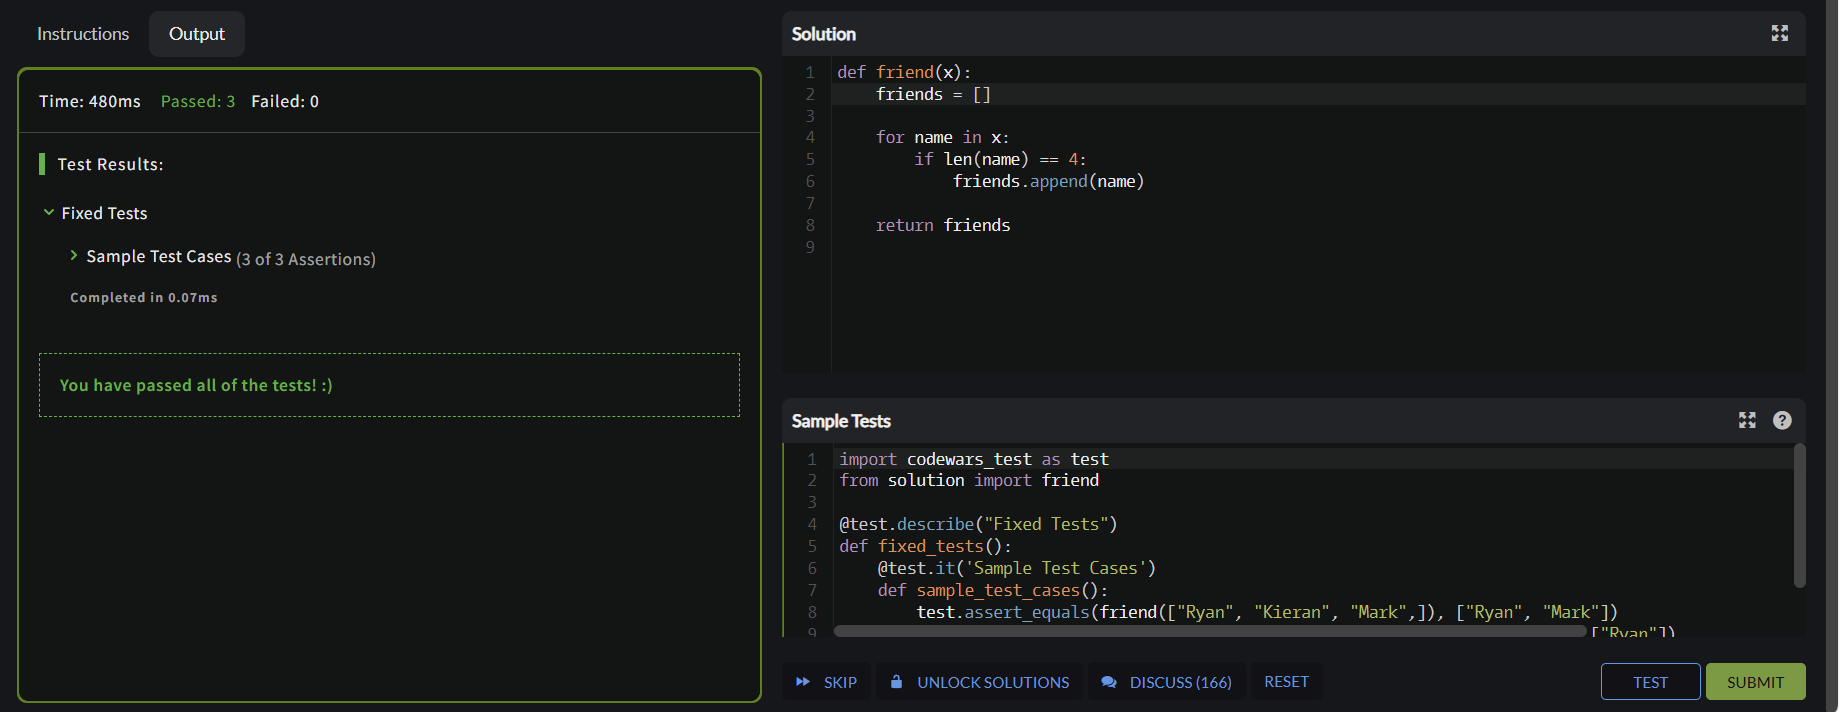 Instructions
Output
Time: 480ms Passed: 3 Failed: 0
Test Results:
Fixed Tests
Sample Test Cases (3 of 3 Assertions)
Completed in 0.07ms
You have passed all of the tests! :)
Solution
1 def friend(x):
2     friends = []
3
4     for name in x:
5         if len(name) == 4:
6             friends.append(name)
7
8     return friends
9
Sample Tests
1 import codewars_test as test
2 from solution import friend
3
4 @test.describe("Fixed Tests")
5 def fixed_tests():
6     @test.it('Sample Test Cases')
7     def sample_test_cases():
8         test.assert_equals(friend(["Ryan", "Kieran", "Mark",]), ["Ryan", "Mark"])
9 ["Ryan"])
SKIP
UNLOCK SOLUTIONS
DISCUSS (166)
RESET
TEST
SUBMIT